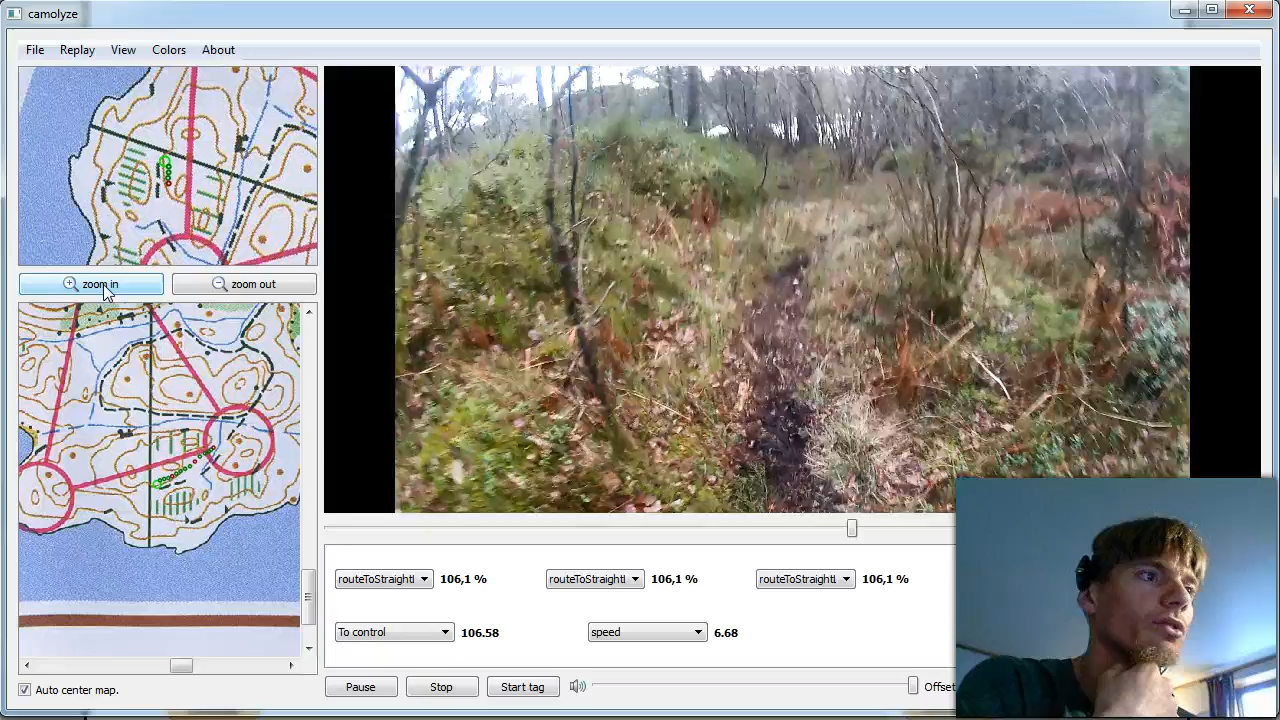 camolyze
File Replay View Colors About
zoom in zoom out
routeToStraightl 106,1 % routeToStraightl 106,1 % routeToStraightl 106,1 %
To control 106.58 speed 6.68
Auto center map. Pause Stop Start tag Offset